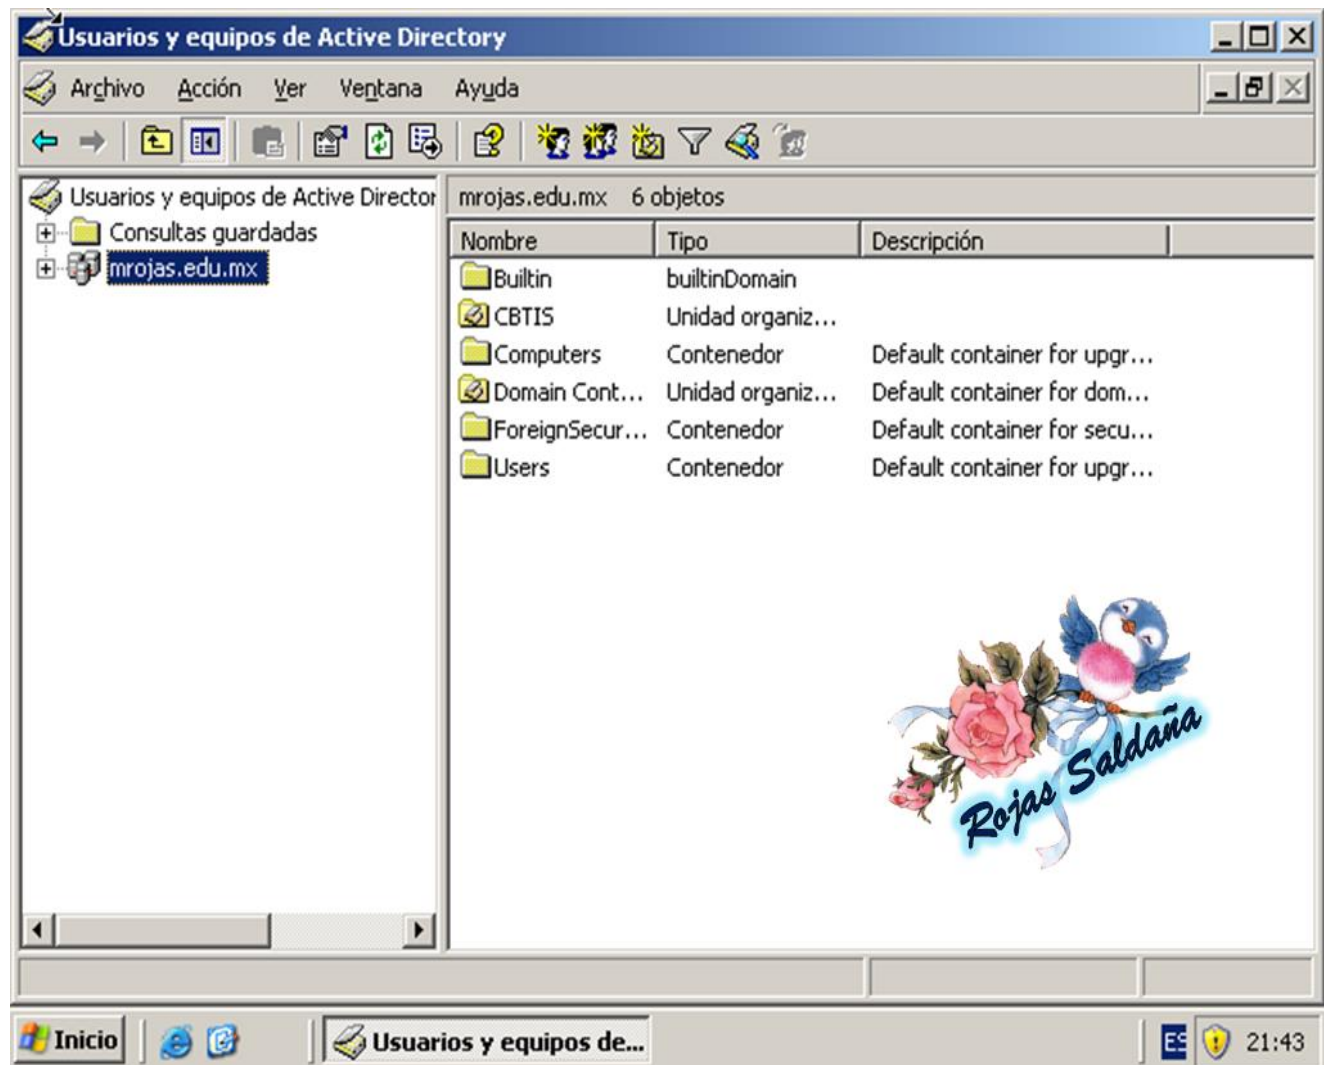 Usuarios y equipos de Active Directory
Archivo Acción Ver Ventana Ayuda
Usuarios y equipos de Active Director
Consultas guardadas
mrojas.edu.mx
mrojas.edu.mx 6 objetos
Nombre Tipo Descripción
Builtin builtinDomain
CBTIS Unidad organiz...
Computers Contenedor Default container for upgr...
Domain Cont... Unidad organiz... Default container for dom...
ForeignSecur... Contenedor Default container for secu...
Users Contenedor Default container for upgr...
Rojas Saldaña
Inicio Usuarios y equipos de... ES 21:43